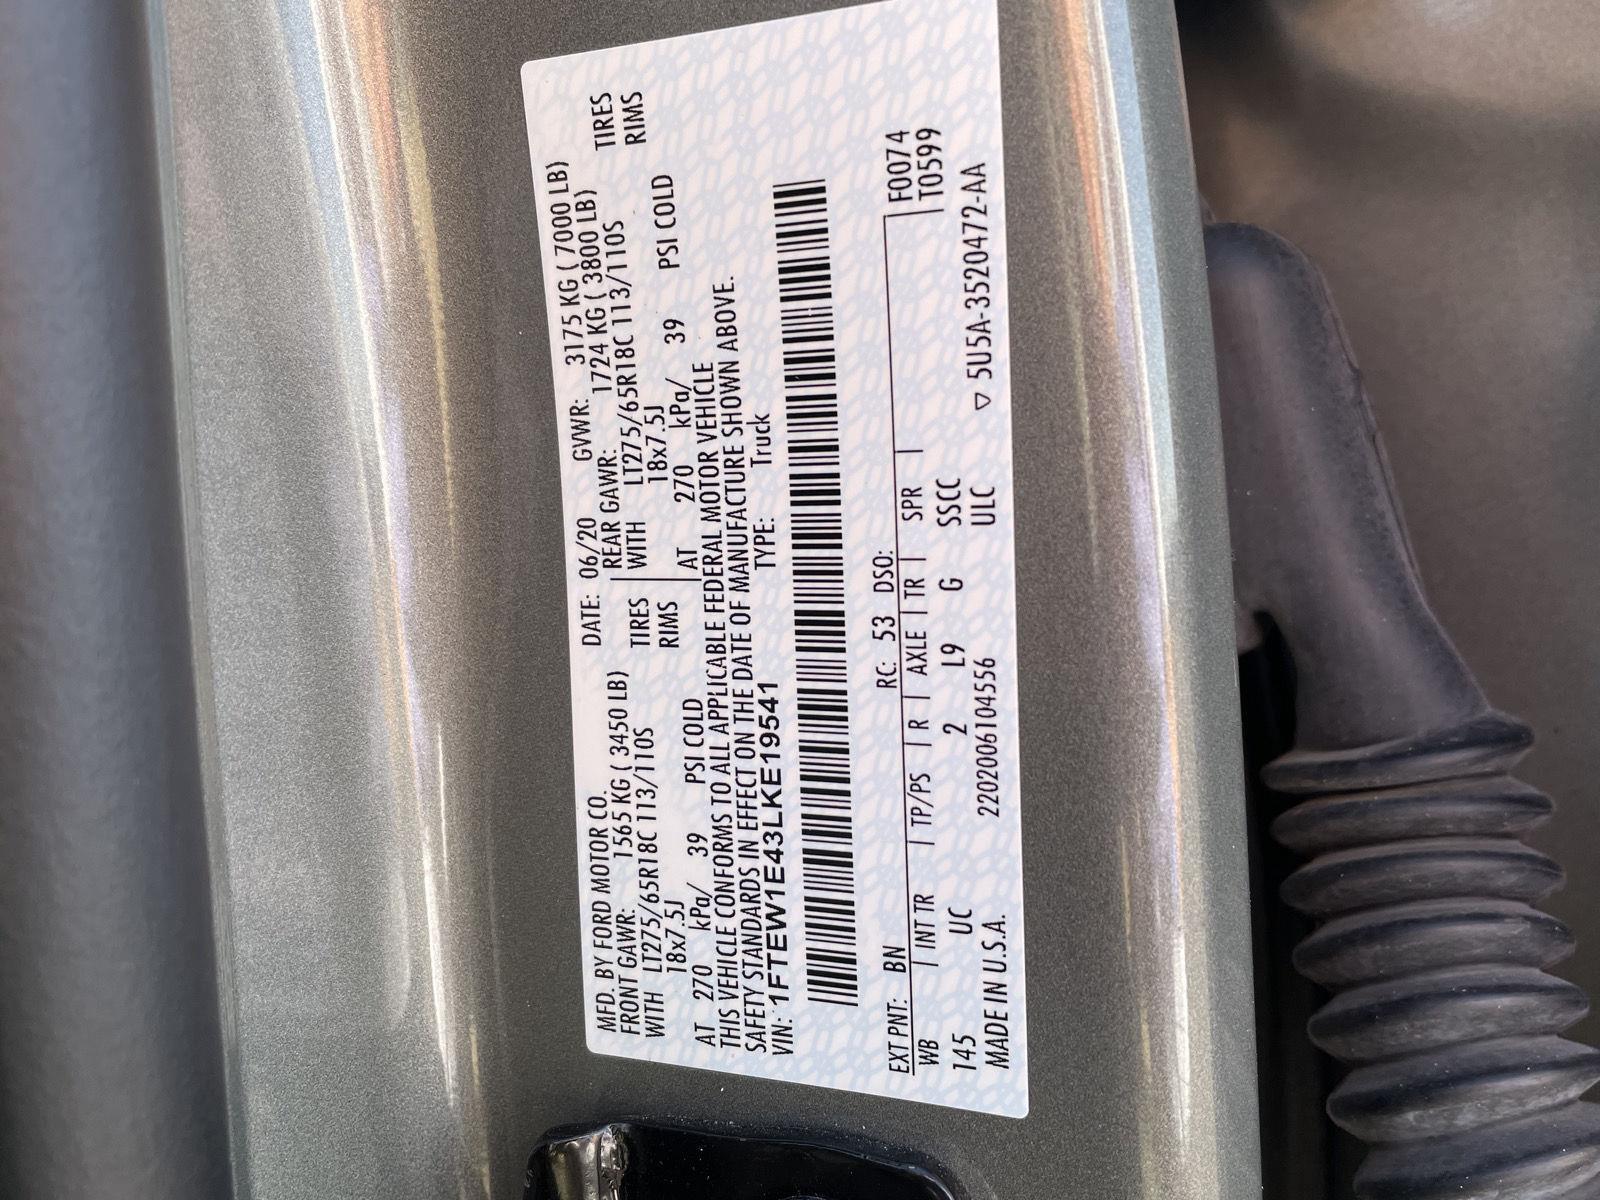 MFD. BY FORD MOTOR CO. DATE: 06/20 GVWR: 3175 KG ( 7000 LB)
FRONT GAWR: 1565 KG ( 3450 LB) REAR GAWR: 1724 KG ( 3800 LB)
WITH LT275/65R18C 113/110S TIRES WITH LT275/65R18C 113/110S TIRES
18x7.5J RIMS 18x7.5J RIMS
AT 270 kPa/ 39 PSI COLD AT 270 kPa/ 39 PSI COLD
THIS VEHICLE CONFORMS TO ALL APPLICABLE FEDERAL MOTOR VEHICLE
SAFETY STANDARDS IN EFFECT ON THE DATE OF MANUFACTURE SHOWN ABOVE.
VIN: 1FTEW1E43LKE19541 TYPE: Truck
EXT PNT: BN RC: 53 DSO: F0074
WB | INT TR | TP/PS | R | AXLE | TR | SPR | T0599
145 UC 2 L9 G SSCC
MADE IN U.S.A. 2202006104556 ULC ▽ 5U5A-3520472-AA